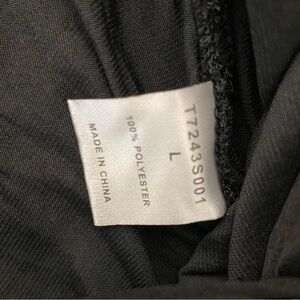 T7243S001
L
100% POLYESTER
MADE IN CHINA